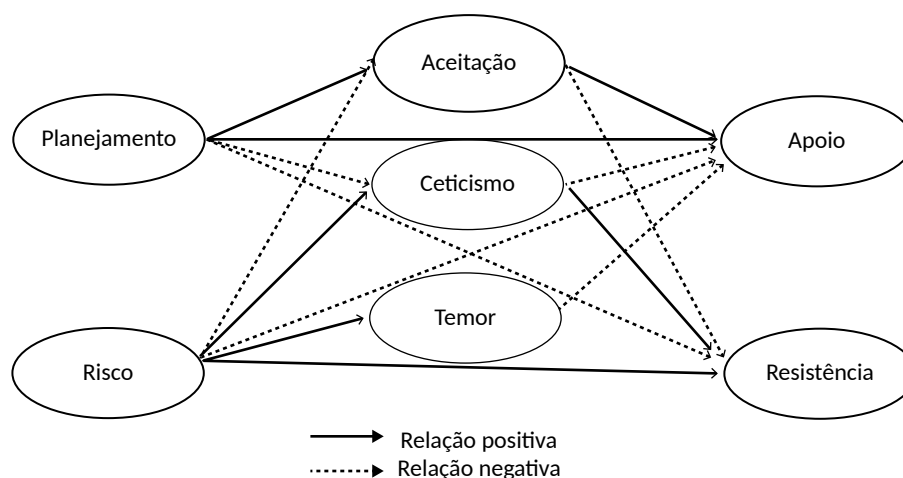 Aceitação
Planejamento
Apoio
Ceticismo
Temor
Risco
Resistência
Relação positiva
Relação negativa